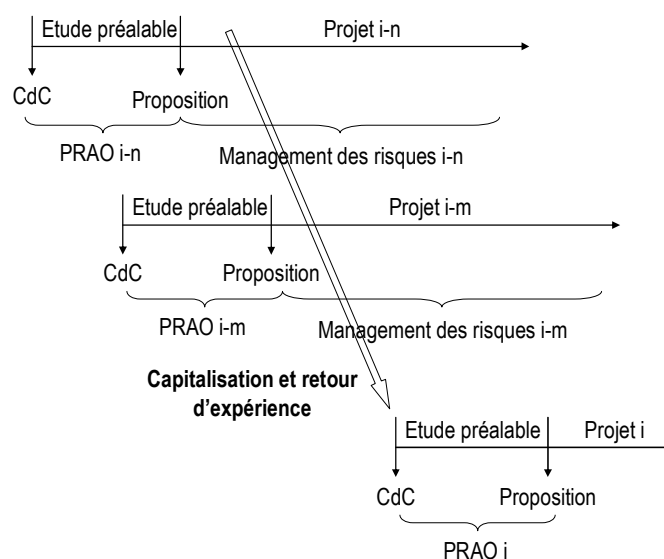 Etude préalable Projet i-n
CdC Proposition
PRAO i-n Management des risques i-n
Etude préalable Projet i-m
CdC Proposition
PRAO i-m Management des risques i-m
Capitalisation et retour
d'expérience
Etude préalable Projet i
CdC Proposition
PRAO i